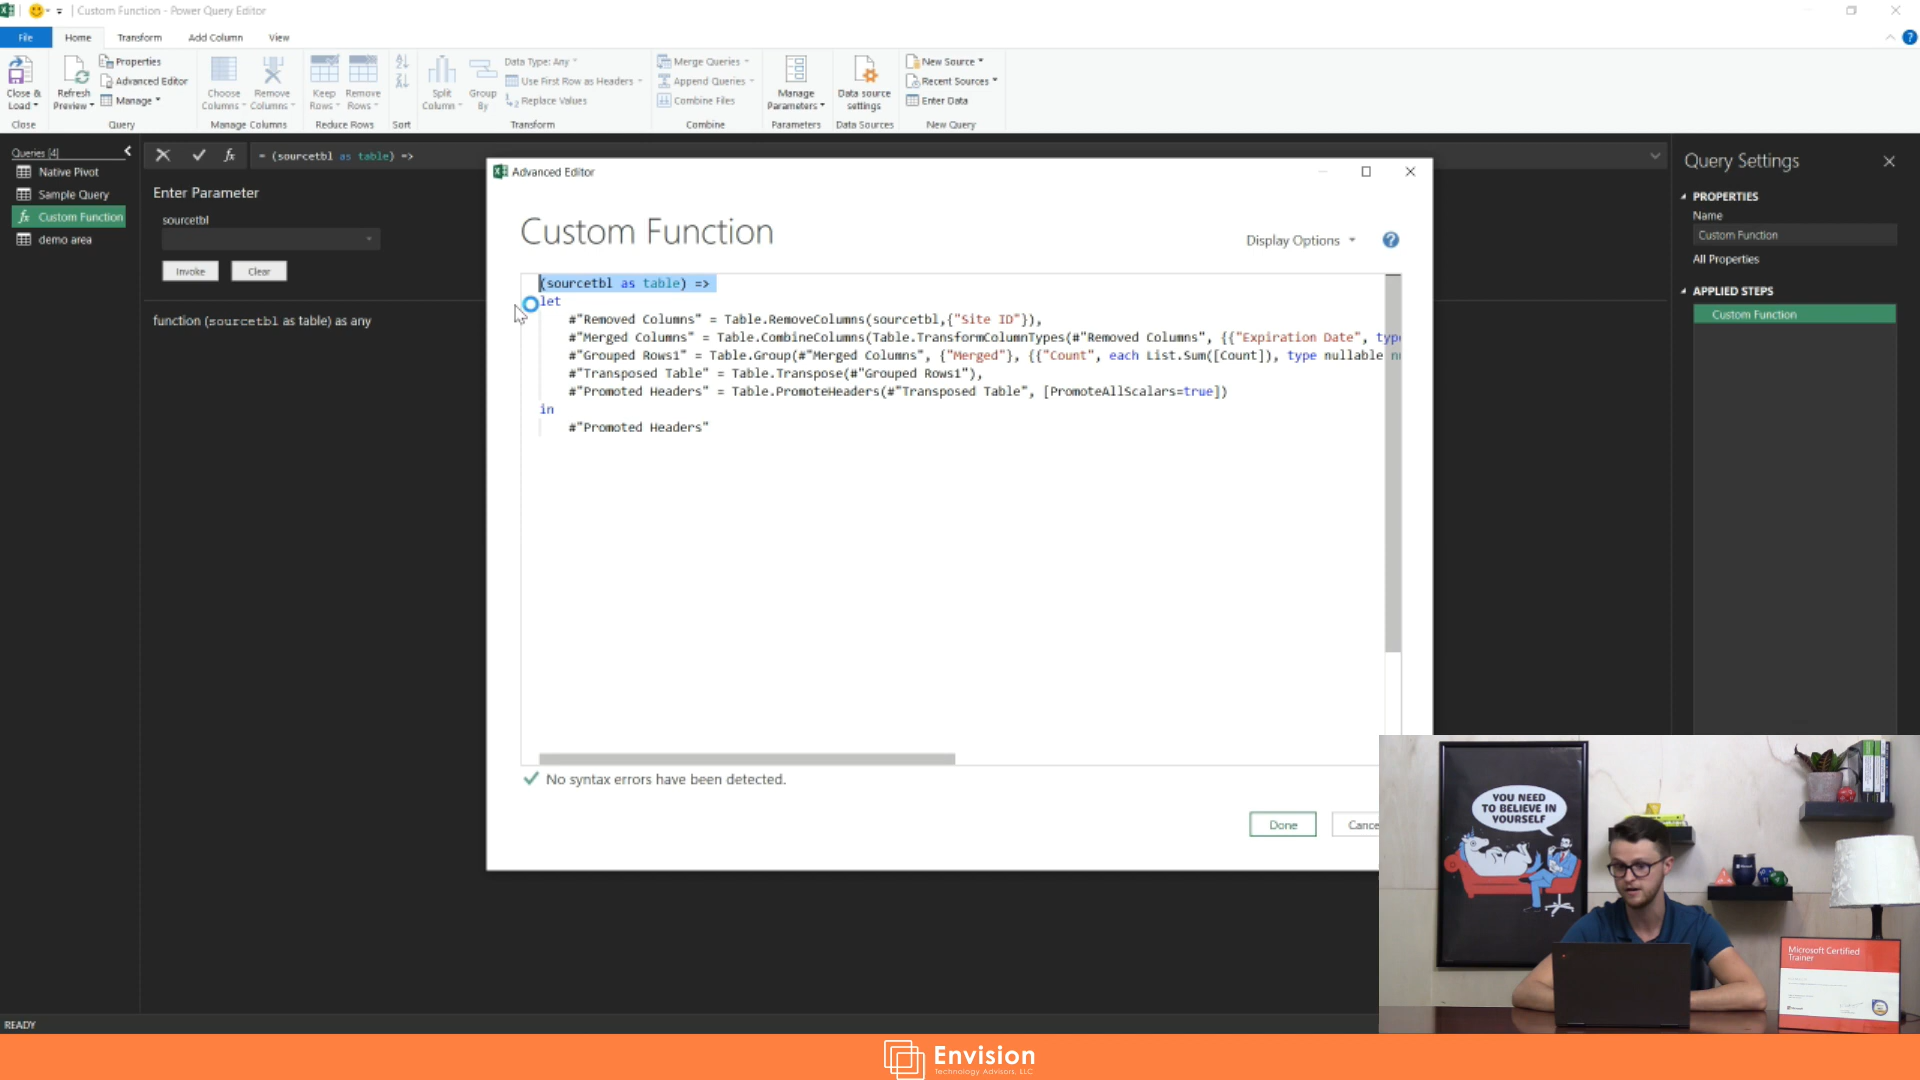 Custom Function - Power Query Editor
File Home Transform Add Column View
Close & Load
Close
Refresh Preview
Properties
Advanced Editor
Manage
Query
Choose Columns
Remove Columns
Manage Columns
Keep Rows
Remove Rows
Reduce Rows
Sort
Split Column
Group By
Data Type: Any
Use First Row as Headers
Replace Values
Transform
Merge Queries
Append Queries
Combine Files
Combine
Manage Parameters
Parameters
Data source settings
Data Sources
New Source
Recent Sources
Enter Data
New Query
Queries [4]
Native Pivot
Sample Query
Custom Function
demo area
= (sourcetbl as table) =>
Enter Parameter
sourcetbl
Invoke Clear
function (sourcetbl as table) as any
Advanced Editor
Custom Function
Display Options
(sourcetbl as table) =>
let
#"Removed Columns" = Table.RemoveColumns(sourcetbl,{"Site ID"}),
#"Merged Columns" = Table.CombineColumns(Table.TransformColumnTypes(#"Removed Columns", {{"Expiration Date", typ
#"Grouped Rows1" = Table.Group(#"Merged Columns", {"Merged"}, {{"Count", each List.Sum([Count]), type nullable n
#"Transposed Table" = Table.Transpose(#"Grouped Rows1"),
#"Promoted Headers" = Table.PromoteHeaders(#"Transposed Table", [PromoteAllScalars=true])
in
#"Promoted Headers"
No syntax errors have been detected.
Done Cance
Query Settings
PROPERTIES
Name
Custom Function
All Properties
APPLIED STEPS
Custom Function
YOU NEED
TO BELIEVE IN
YOURSELF
Microsoft Certified
Trainer
READY
Envision
Technology Advisors, LLC